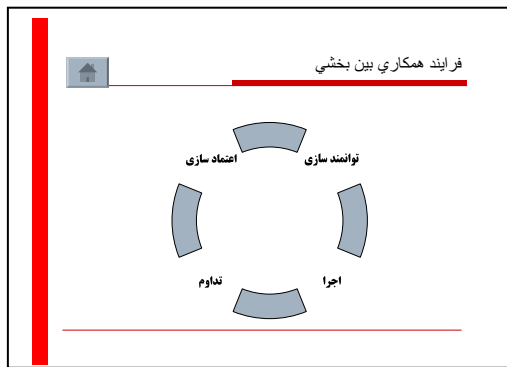 فرايند همكاري بين بخشي
توانمند سازی
اعتماد سازی
اجرا
تداوم